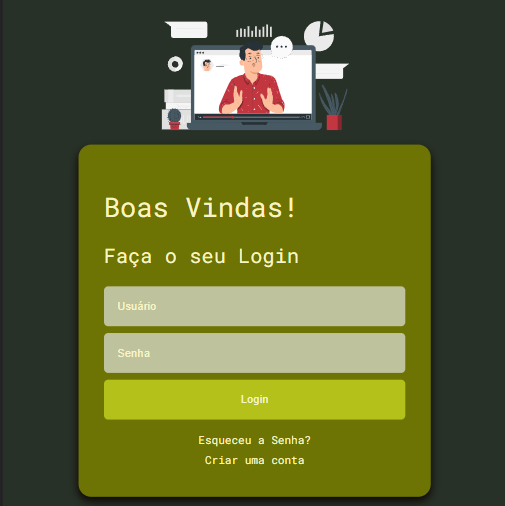 Boas Vindas!
Faça o seu Login
Usuário
Senha
Login
Esqueceu a Senha?
Criar uma conta